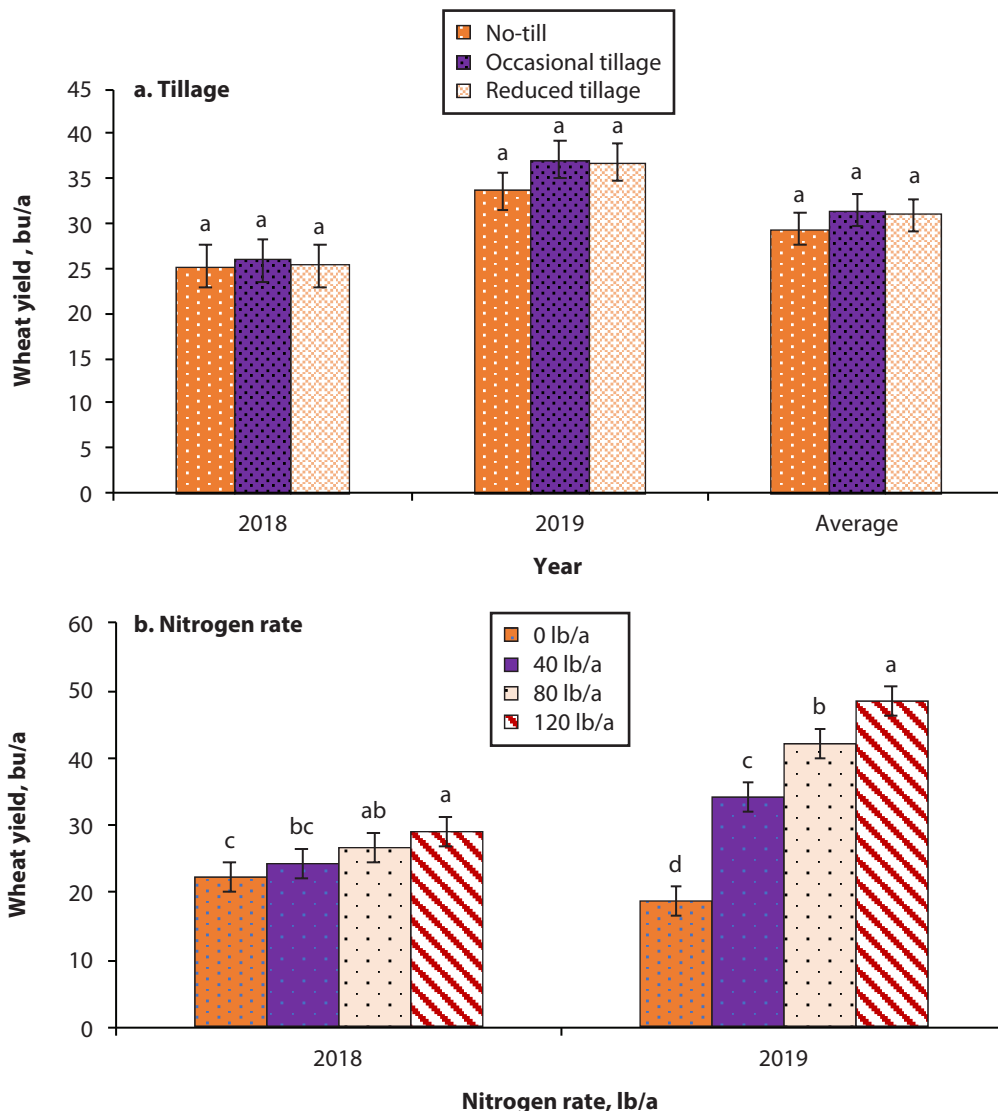 No-till
Occasional tillage
Reduced tillage
a. Tillage
45
40
35
30
25
20
15
10
5
0
Wheat yield , bu/a
a a a
a a a
a a a
2018 2019 Average
Year
b. Nitrogen rate
0 lb/a
40 lb/a
80 lb/a
120 lb/a
60
50
40
30
20
10
0
Wheat yield, bu/a
c bc ab a
d c b a
2018 2019
Nitrogen rate, lb/a